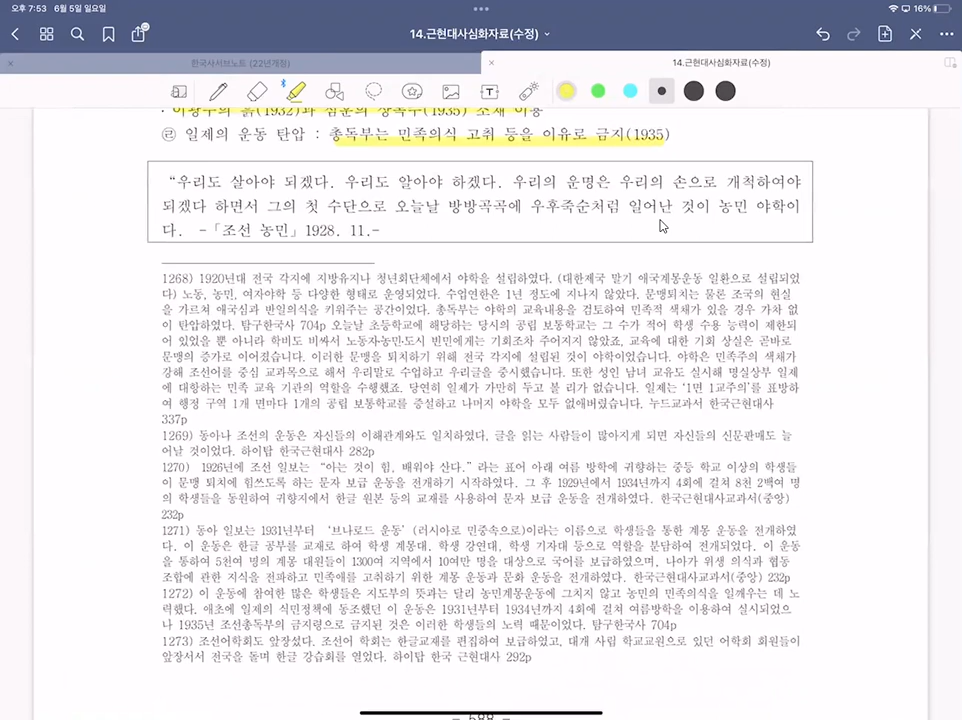 오후 7:53 6월 5일 일요일
16%
14.근현대사심화자료(수정)
한국사서브노트 (22년개정)
14.근현대사심화자료(수정)
· 이광수의 흙(1932)과 심훈의 상록수(1935) 소재 이용
㉣ 일제의 운동 탄압 : 총독부는 민족의식 고취 등을 이유로 금지(1935)
“우리도 살아야 되겠다. 우리도 알아야 하겠다. 우리의 운명은 우리의 손으로 개척하여야
되겠다 하면서 그의 첫 수단으로 오늘날 방방곡곡에 우후죽순처럼 일어난 것이 농민 야학이
다. -「조선 농민」1928. 11.-
1268) 1920년대 전국 각지에 지방유지나 청년회단체에서 야학을 설립하였다. (대한제국 말기 애국계몽운동 일환으로 설립되었
다) 노동, 농민, 여자야학 등 다양한 형태로 운영되었다. 수업연한은 1년 정도에 지나지 않았다. 문맹퇴치는 물론 조국의 현실
을 가르쳐 애국심과 반일의식을 키워주는 공간이었다. 총독부는 야학의 교육내용을 검토하여 민족적 색채가 있을 경우 가차 없
이 탄압하였다. 탐구한국사 704p 오늘날 초등학교에 해당하는 당시의 공립 보통학교는 그 수가 적어 학생 수용 능력이 제한되
어 있었을 뿐 아니라 학비도 비싸서 노동자농민·도시 빈민에게는 기회조차 주어지지 않았죠, 교육에 대한 기회 상실은 곧바로
문맹의 증가로 이어졌습니다. 이러한 문맹을 퇴치하기 위해 전국 각지에 설립된 것이 야학이었습니다. 야학은 민족주의 색채가
강해 조선어를 중심 교과목으로 해서 우리말로 수업하고 우리글을 중시했습니다. 또한 성인 남녀 교육도 실시해 명실상부 일제
에 대항하는 민족 교육 기관의 역할을 수행했죠. 당연히 일제가 가만히 두고 볼 리가 없습니다. 일제는 ‘1면 1교주의’를 표방하
여 행정 구역 1개 면마다 1개의 공립 보통학교를 증설하고 나머지 야학을 모두 없애버렸습니다. 누드교과서 한국근현대사
337p
1269) 동아나 조선의 운동은 자신들의 이해관계와도 일치하였다, 글을 읽는 사람들이 많아지게 되면 자신들의 신문판매도 늘
어날 것이었다. 하이탑 한국근현대사 282p
1270) 1926년에 조선 일보는 “아는 것이 힘, 배워야 산다.”라는 표어 아래 여름 방학에 귀향하는 중등 학교 이상의 학생들
이 문맹 퇴치에 힘쓰도록 하는 문자 보급 운동을 전개하기 시작하였다. 그 후 1929년에서 1934년까지 4회에 걸쳐 8천 2백여 명
의 학생들을 동원하여 귀향지에서 한글 원본 등의 교재를 사용하여 문자 보급 운동을 전개하였다. 한국근현대사교과서(중앙)
232p
1271) 동아 일보는 1931년부터 ‘브나로드 운동’(러시아로 민중속으로)이라는 이름으로 학생들을 통한 계몽 운동을 전개하였
다. 이 운동은 한글 공부를 교재로 하여 학생 계몽대, 학생 강연대, 학생 기자대 등으로 역할을 분담하여 전개되었다. 이 운동
을 통하여 5천여 명의 계몽 대원들이 1300여 지역에서 10여만 명을 대상으로 국어를 보급하였으며, 나아가 위생 의식과 협동
조합에 관한 지식을 전파하고 민족애를 고취하기 위한 계몽 운동과 문화 운동을 전개하였다. 한국근현대사교과서(중앙) 232p
1272) 이 운동에 참여한 많은 학생들은 지도부의 뜻과는 달리 농민계몽운동에 그치지 않고 농민의 민족의식을 일깨우는 데 노
력했다. 애초에 일제의 식민정책에 동조했던 이 운동은 1931년부터 1934년까지 4회에 걸쳐 여름방학을 이용하여 실시되었으
나 1935년 조선총독부의 금지령으로 금지된 것은 이러한 학생들의 노력 때문이었다. 탐구한국사 704p
1273) 조선어학회도 앞장섰다. 조선어 학회는 한글교재를 편집하여 보급하였고, 대개 사립 학교교원으로 있던 어학회 회원들이
앞장서서 전국을 돌며 한글 강습회를 열었다. 하이탑 한국 근현대사 292p
- 588 -